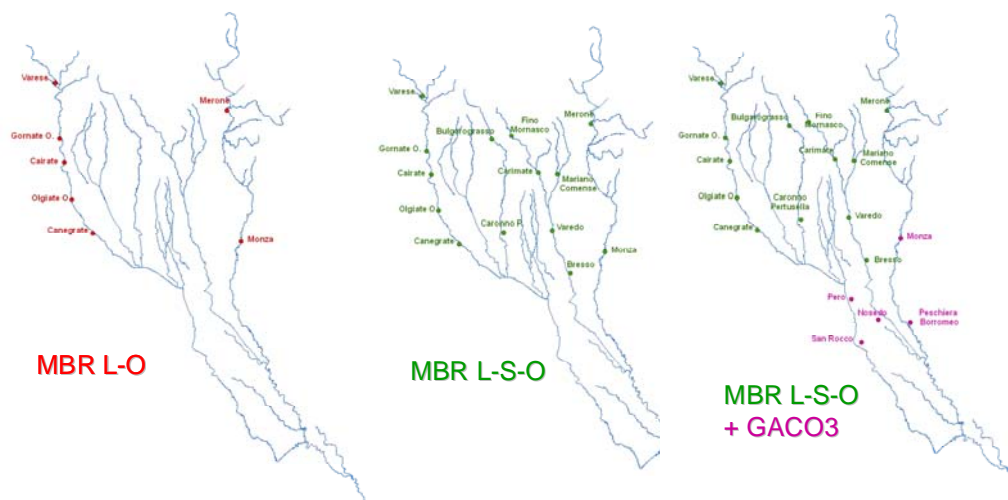 Varese
Merone
Gornate O.
Cairate
Olgiate O.
Canegrate
Monza
MBR L-O
Varese
Merone
Fino
Mornasco
Bulgarograsso
Gornate O.
Cairate
Carimate
Mariano
Comense
Olgiate O.
Caronno P.
Varedo
Canegrate
Monza
Bresso
MBR L-S-O
Varese
Merone
Fino
Mornasco
Bulgarograsso
Gornate O.
Carimate
Cairate
Mariano
Comense
Olgiate O.
Caronno
Pertusella
Varedo
Canegrate
Monza
Bresso
Pero
Nosedo
Peschiera
Borromeo
San Rocco
MBR L-S-O
+ GACO3